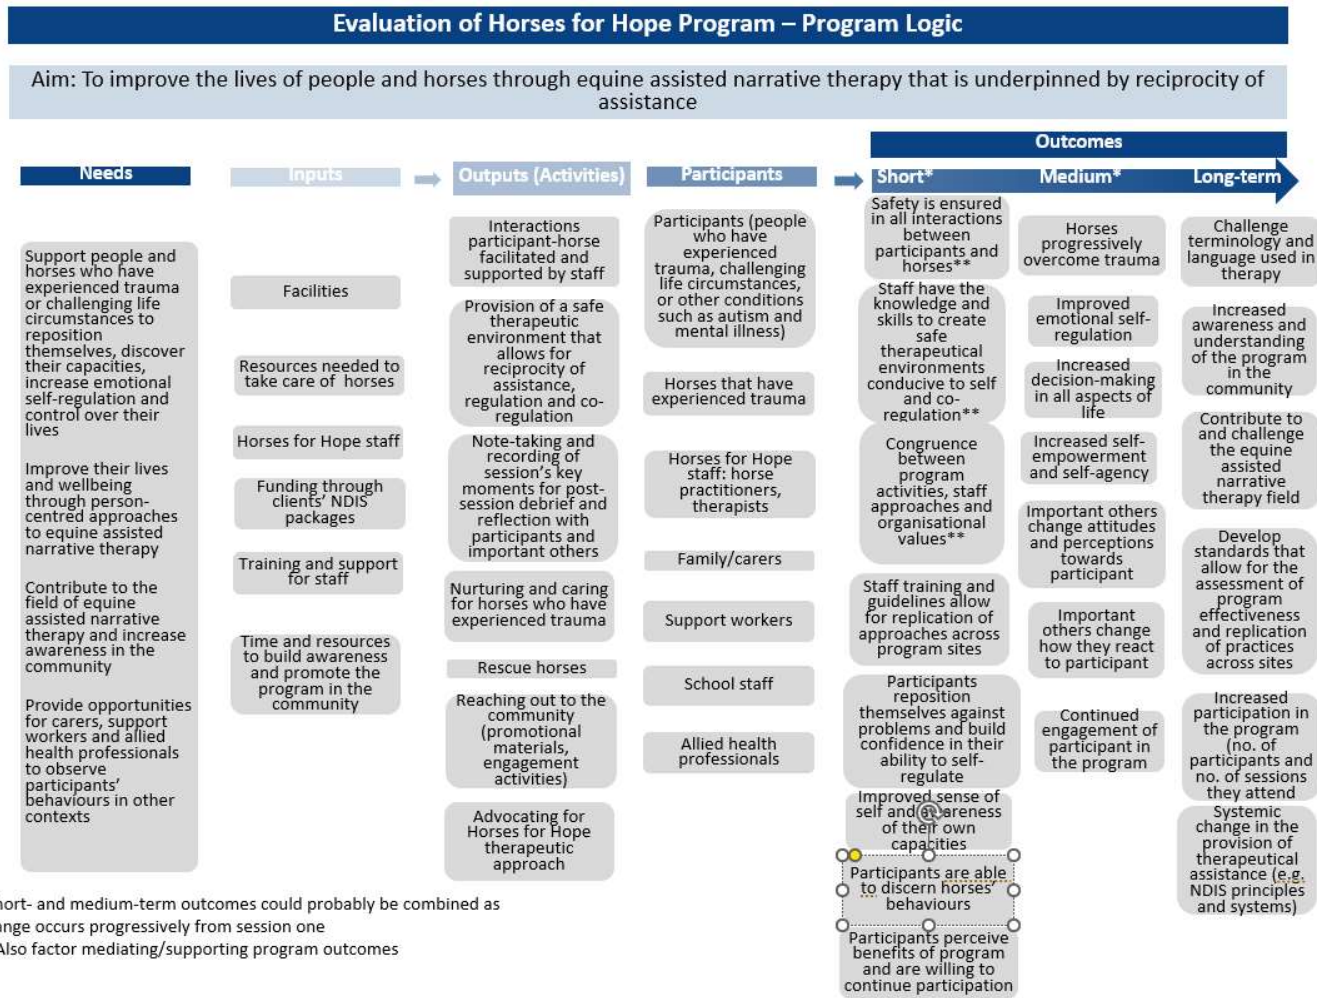 Evaluation of Horses for Hope Program – Program Logic
Aim: To improve the lives of people and horses through equine assisted narrative therapy that is underpinned by reciprocity of
assistance
Outcomes
Needs
Inputs
Outputs (Activities)
Participants
Short*
Medium*
Long-term
Support people and
horses who have
experienced trauma
or challenging life
circumstances to
reposition
themselves, discover
their capacities,
increase emotional
self-regulation and
control over their
lives
Improve their lives
and wellbeing
through person-
centred approaches
to equine assisted
narrative therapy
Contribute to the
field of equine
assisted narrative
therapy and increase
awareness in the
community
Provide opportunities
for carers, support
workers and allied
health professionals
to observe
participants'
behaviours in other
contexts
Facilities
Resources needed to
take care of horses
Horses for Hope staff
Funding through
clients' NDIS
packages
Training and support
for staff
Time and resources
to build awareness
and promote the
program in the
community
Interactions
participant-horse
facilitated and
supported by staff
Provision of a safe
therapeutic
environment that
allows for
reciprocity of
assistance,
regulation and co-
regulation
Note-taking and
recording of
session's key
moments for post-
session debrief and
reflection with
participants and
important others
Nurturing and caring
for horses who have
experienced trauma
Rescue horses
Reaching out to the
community
(promotional
materials,
engagement
activities)
Advocating for
Horses for Hope
therapeutic
approach
Participants (people
who have
experienced
trauma, challenging
life circumstances,
or other conditions
such as autism and
mental illness)
Horses that have
experienced trauma
Horses for Hope
staff: horse
practitioners,
therapists
Family/carers
Support workers
School staff
Allied health
professionals
Safety is ensured
in all interactions
between
participants and
horses**
Staff have the
knowledge and
skills to create
safe
therapeutical
environments
conducive to self
and co-
regulation**
Congruence
between
program
activities, staff
approaches and
organisational
values**
Staff training and
guidelines allow
for replication of
approaches across
program sites
Participants
reposition
themselves against
problems and build
confidence in their
ability to self-
regulate
Improved sense of
self and awareness
of their own
capacities
Participants are able
to discern horses'
behaviours
Participants perceive
benefits of program
and are willing to
continue participation
Horses
progressively
overcome trauma
Improved
emotional self-
regulation
Increased
decision-making
in all aspects of
life
Increased self-
empowerment
and self-agency
Important others
change attitudes
and perceptions
towards
participant
Important
others change
how they react
to participant
Continued
engagement of
participant in
the program
Challenge
terminology and
language used in
therapy
Increased
awareness and
understanding
of the program
in the
community
Contribute to
and challenge
the equine
assisted
narrative
therapy field
Develop
standards that
allow for the
assessment of
program
effectiveness
and replication
of practices
across sites
Increased
participation in
the program
(no. of
participants and
no. of sessions
they attend
Systemic
change in the
provision of
therapeutical
assistance (e.g.
NDIS principles
and systems)
ort- and medium-term outcomes could probably be combined as
ange occurs progressively from session one
Also factor mediating/supporting program outcomes